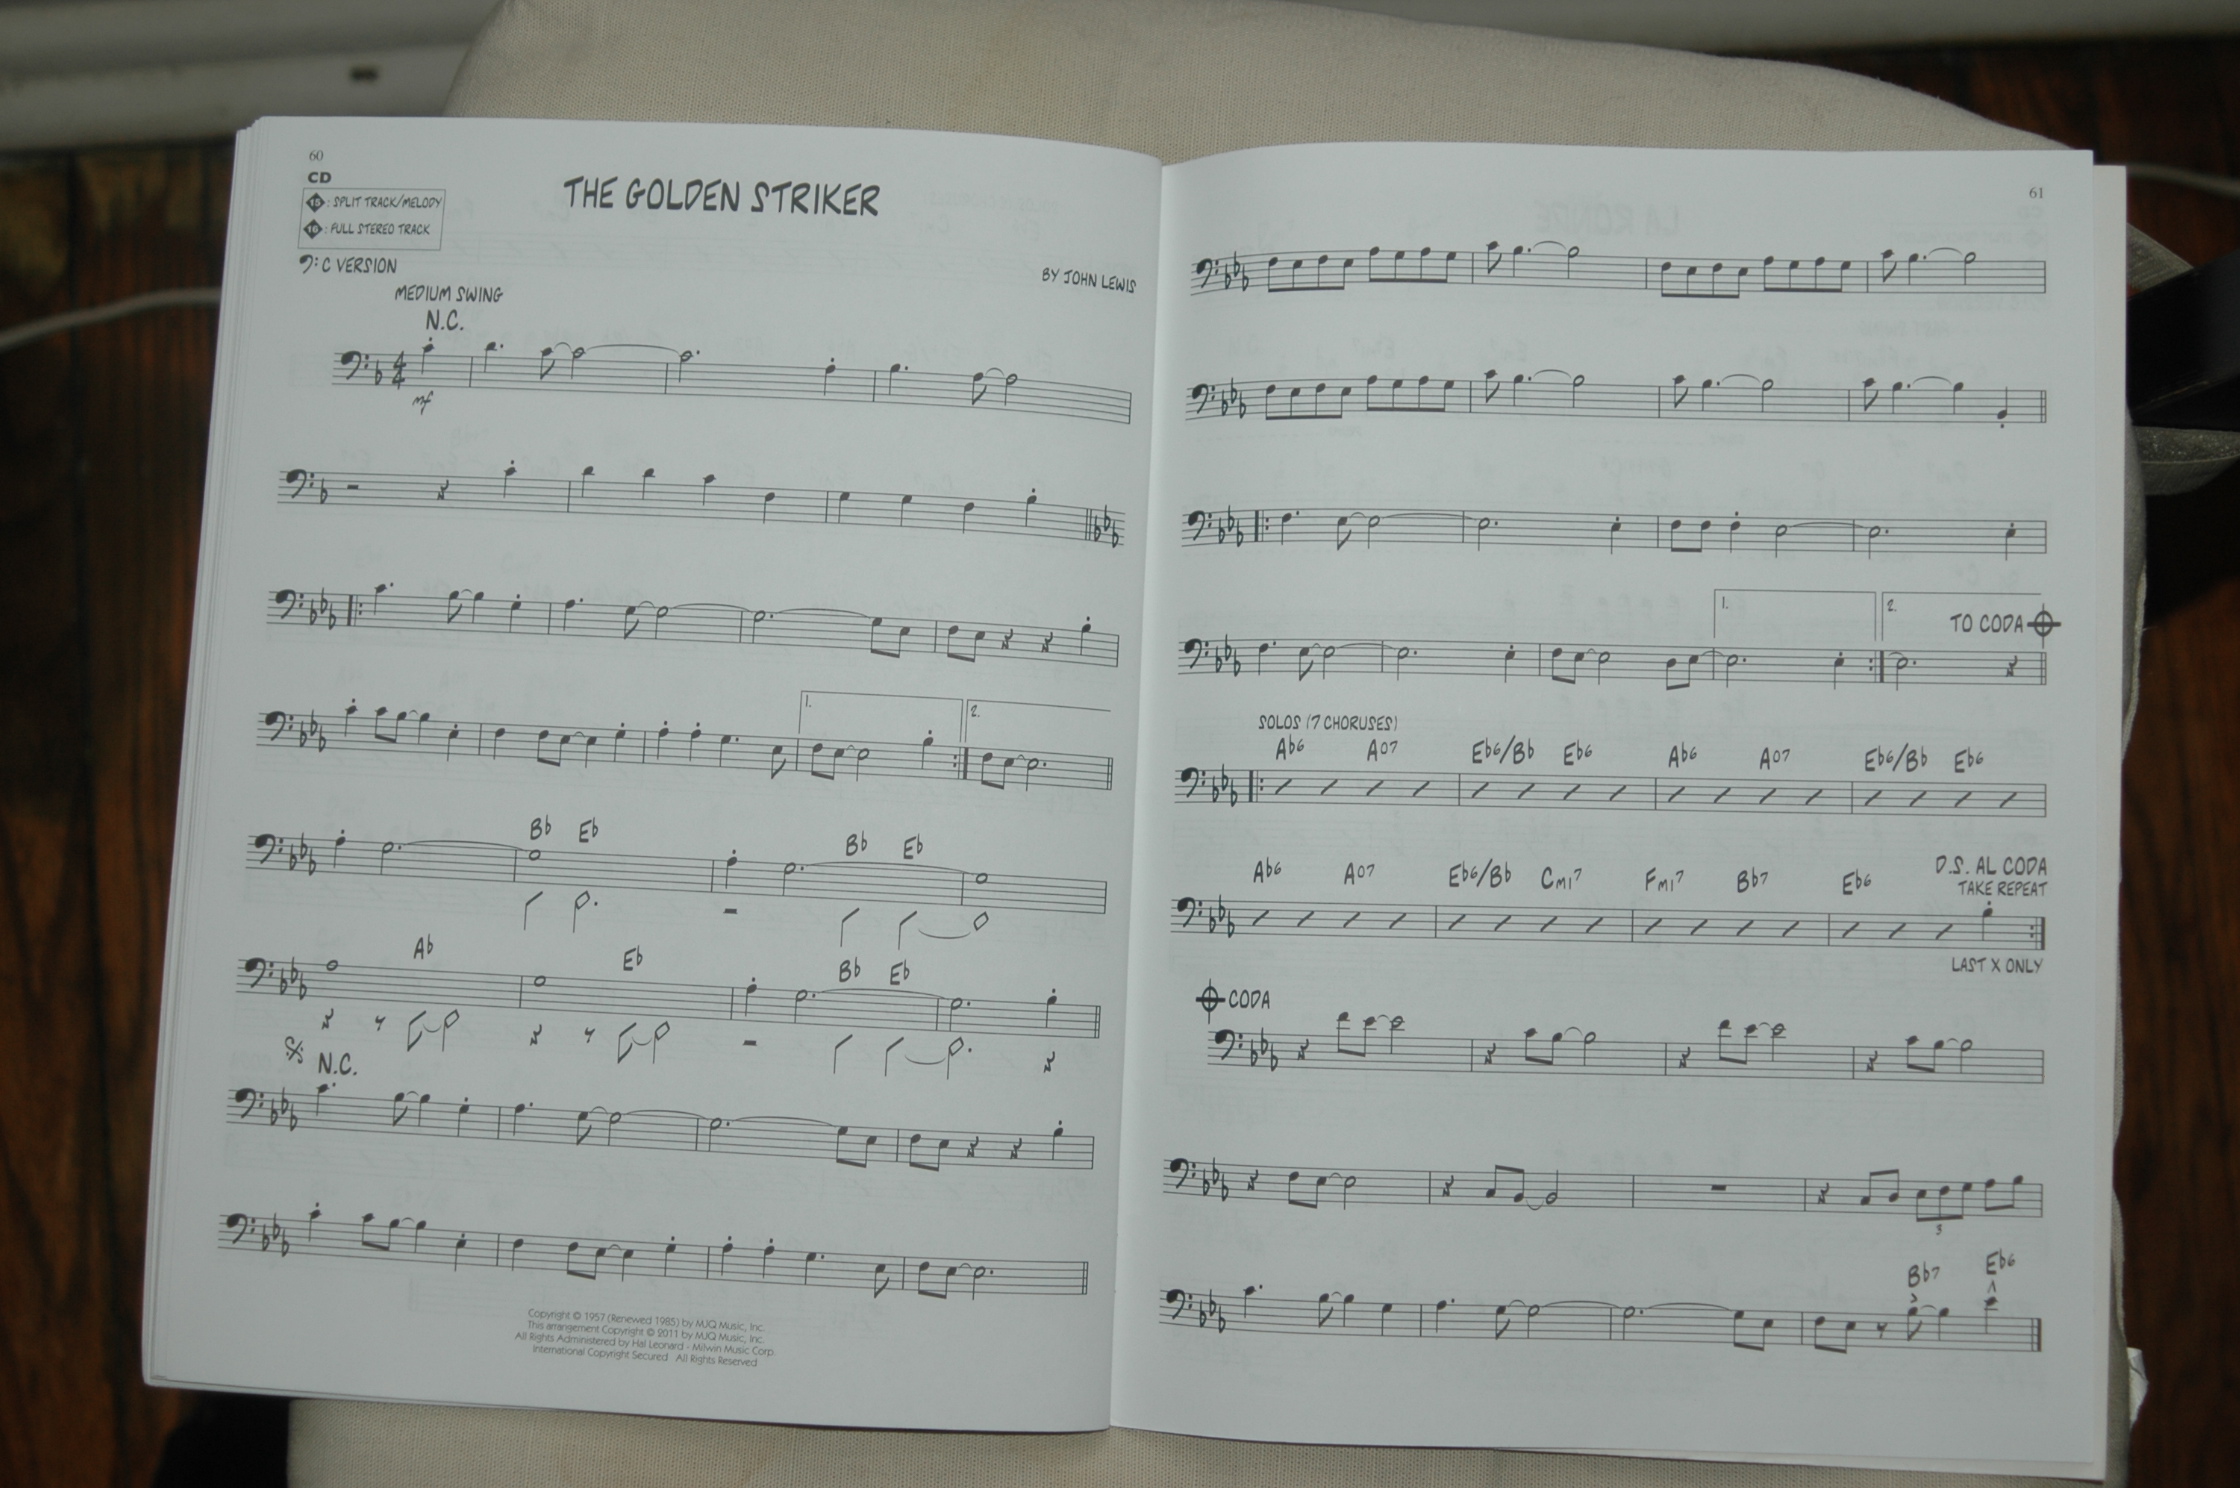 60
CD
15 : SPLIT TRACK/MELODY
16 : FULL STEREO TRACK
THE GOLDEN STRIKER
: C VERSION
BY JOHN LEWIS
MEDIUM SWING
N.C.
mf
1. 2.
Bb Eb Bb Eb
Ab Eb Bb Eb
N.C.
Copyright © 1957 (Renewed 1985) by MJQ Music, Inc.
This arrangement Copyright © 2011 by MJQ Music, Inc.
All Rights Administered by Hal Leonard - Milwin Music Corp.
International Copyright Secured All Rights Reserved
61
1. 2. TO CODA
SOLOS (7 CHORUSES)
Ab6 Ao7 Eb6/Bb Eb6 Ab6 Ao7 Eb6/Bb Eb6
D.S. AL CODA
TAKE REPEAT
Ab6 Ao7 Eb6/Bb Cmi7 Fmi7 Bb7 Eb6
LAST X ONLY
CODA
3
Bb7 Eb6